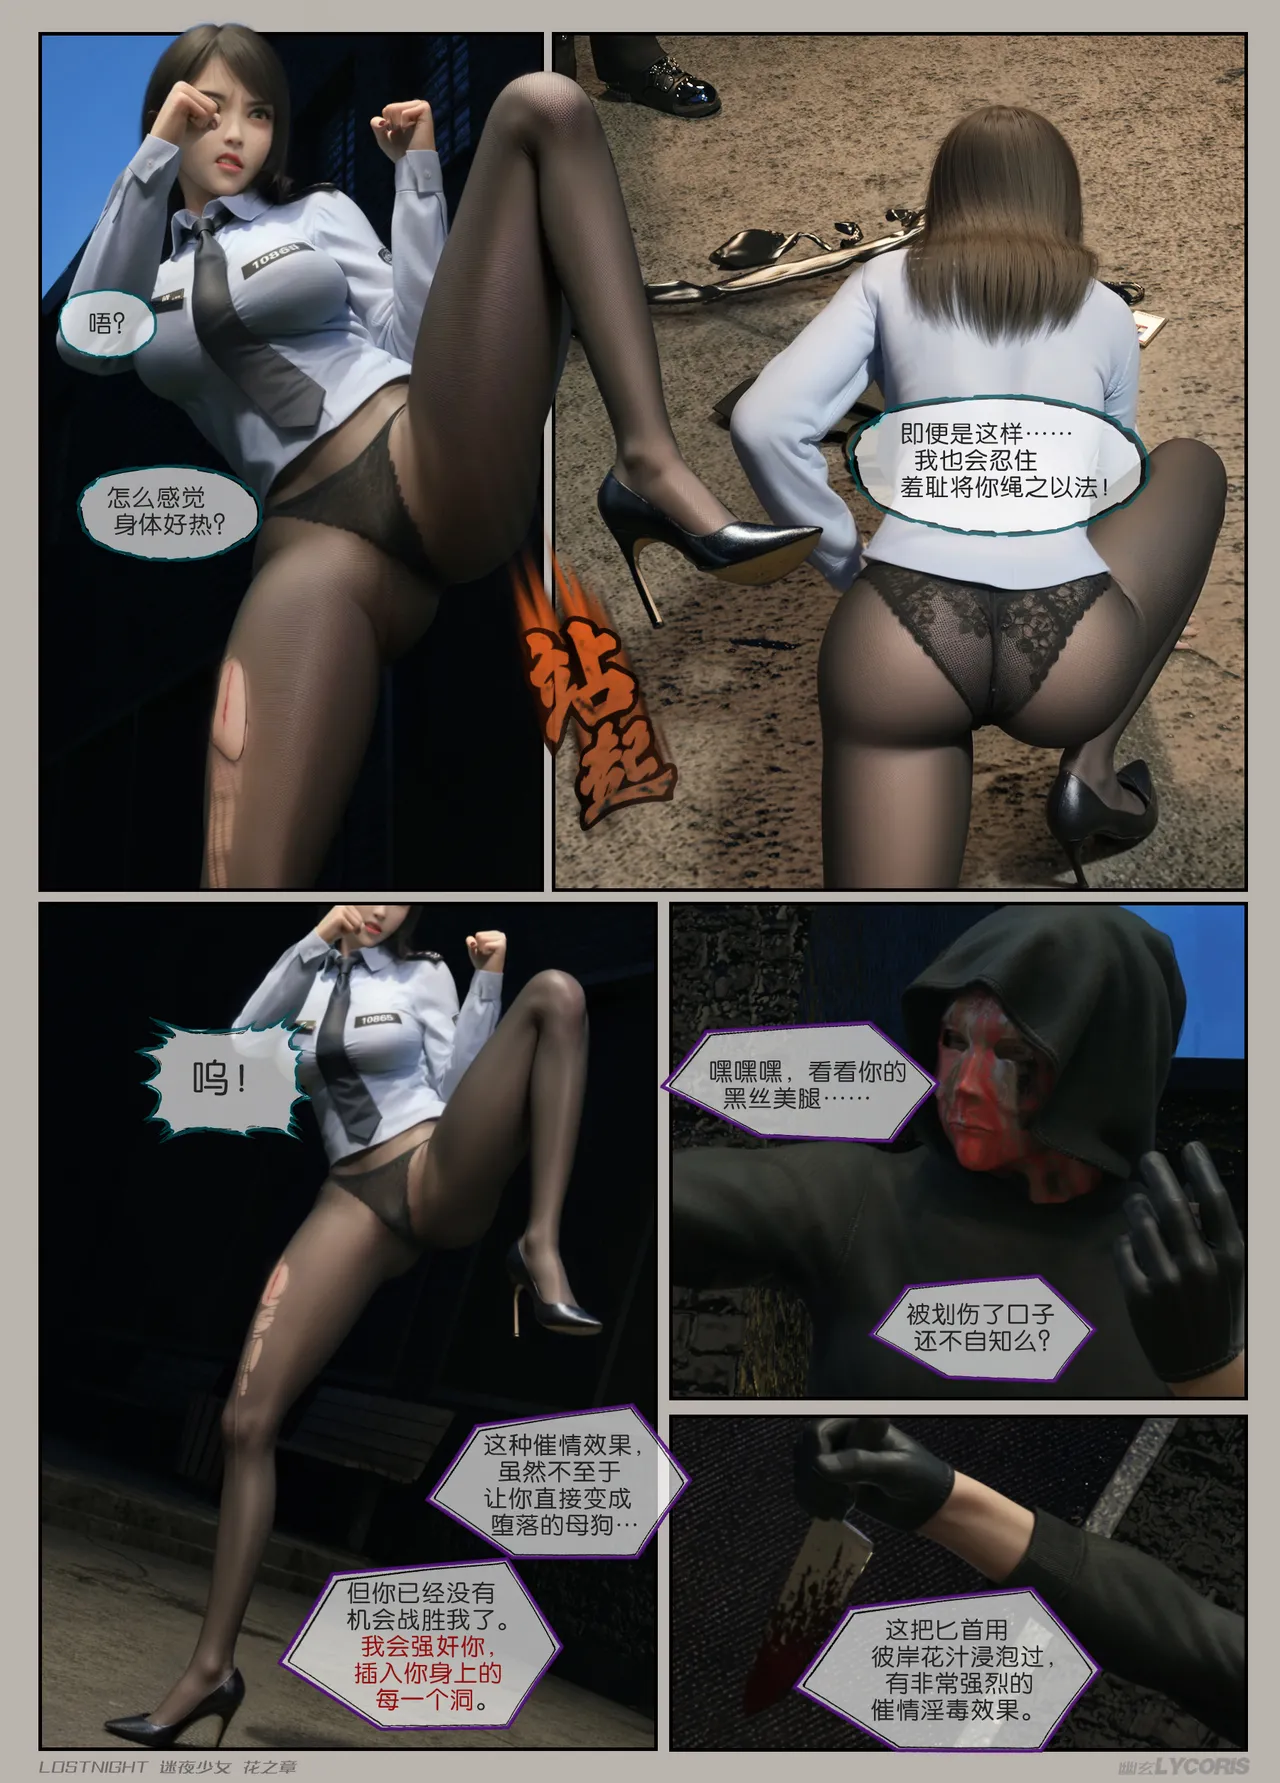 10865
唔?
怎么感觉
身体好热?
即便是这样……
我也会忍住
羞耻将你绳之以法!
站
起
10865
呜!
嘿嘿嘿，看看你的
黑丝美腿……
被划伤了口子
还不自知么?
这把匕首用
彼岸花汁浸泡过，
有非常强烈的
催情淫毒效果。
这种催情效果，
虽然不至于
让你直接变成
堕落的母狗…
但你已经没有
机会战胜我了。
我会强奸你，
插入你身上的
每一个洞。
LOSTNIGHT 迷夜少女 花之章
幽玄LYCORIS